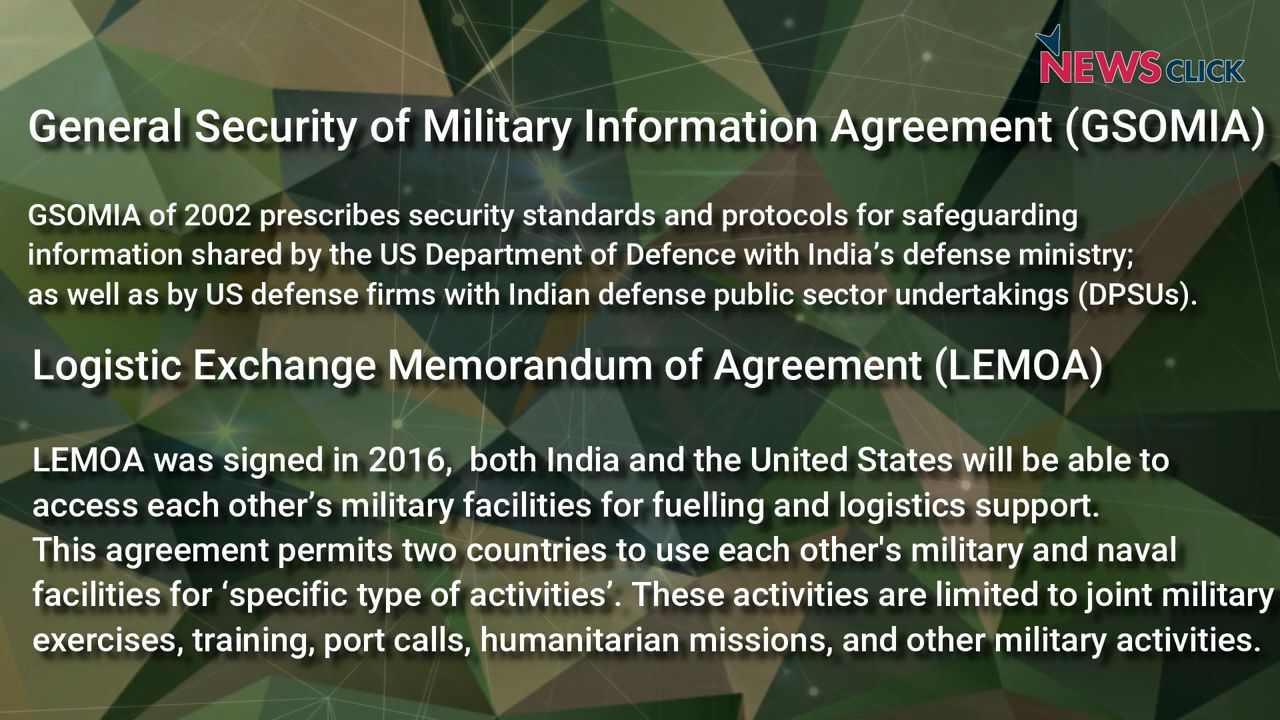 NEWSCLICK
General Security of Military Information Agreement (GSOMIA)
GSOMIA of 2002 prescribes security standards and protocols for safeguarding
information shared by the US Department of Defence with India’s defense ministry;
as well as by US defense firms with Indian defense public sector undertakings (DPSUs).
Logistic Exchange Memorandum of Agreement (LEMOA)
LEMOA was signed in 2016,  both India and the United States will be able to
access each other’s military facilities for fuelling and logistics support.
This agreement permits two countries to use each other's military and naval
facilities for ‘specific type of activities’. These activities are limited to joint military
exercises, training, port calls, humanitarian missions, and other military activities.